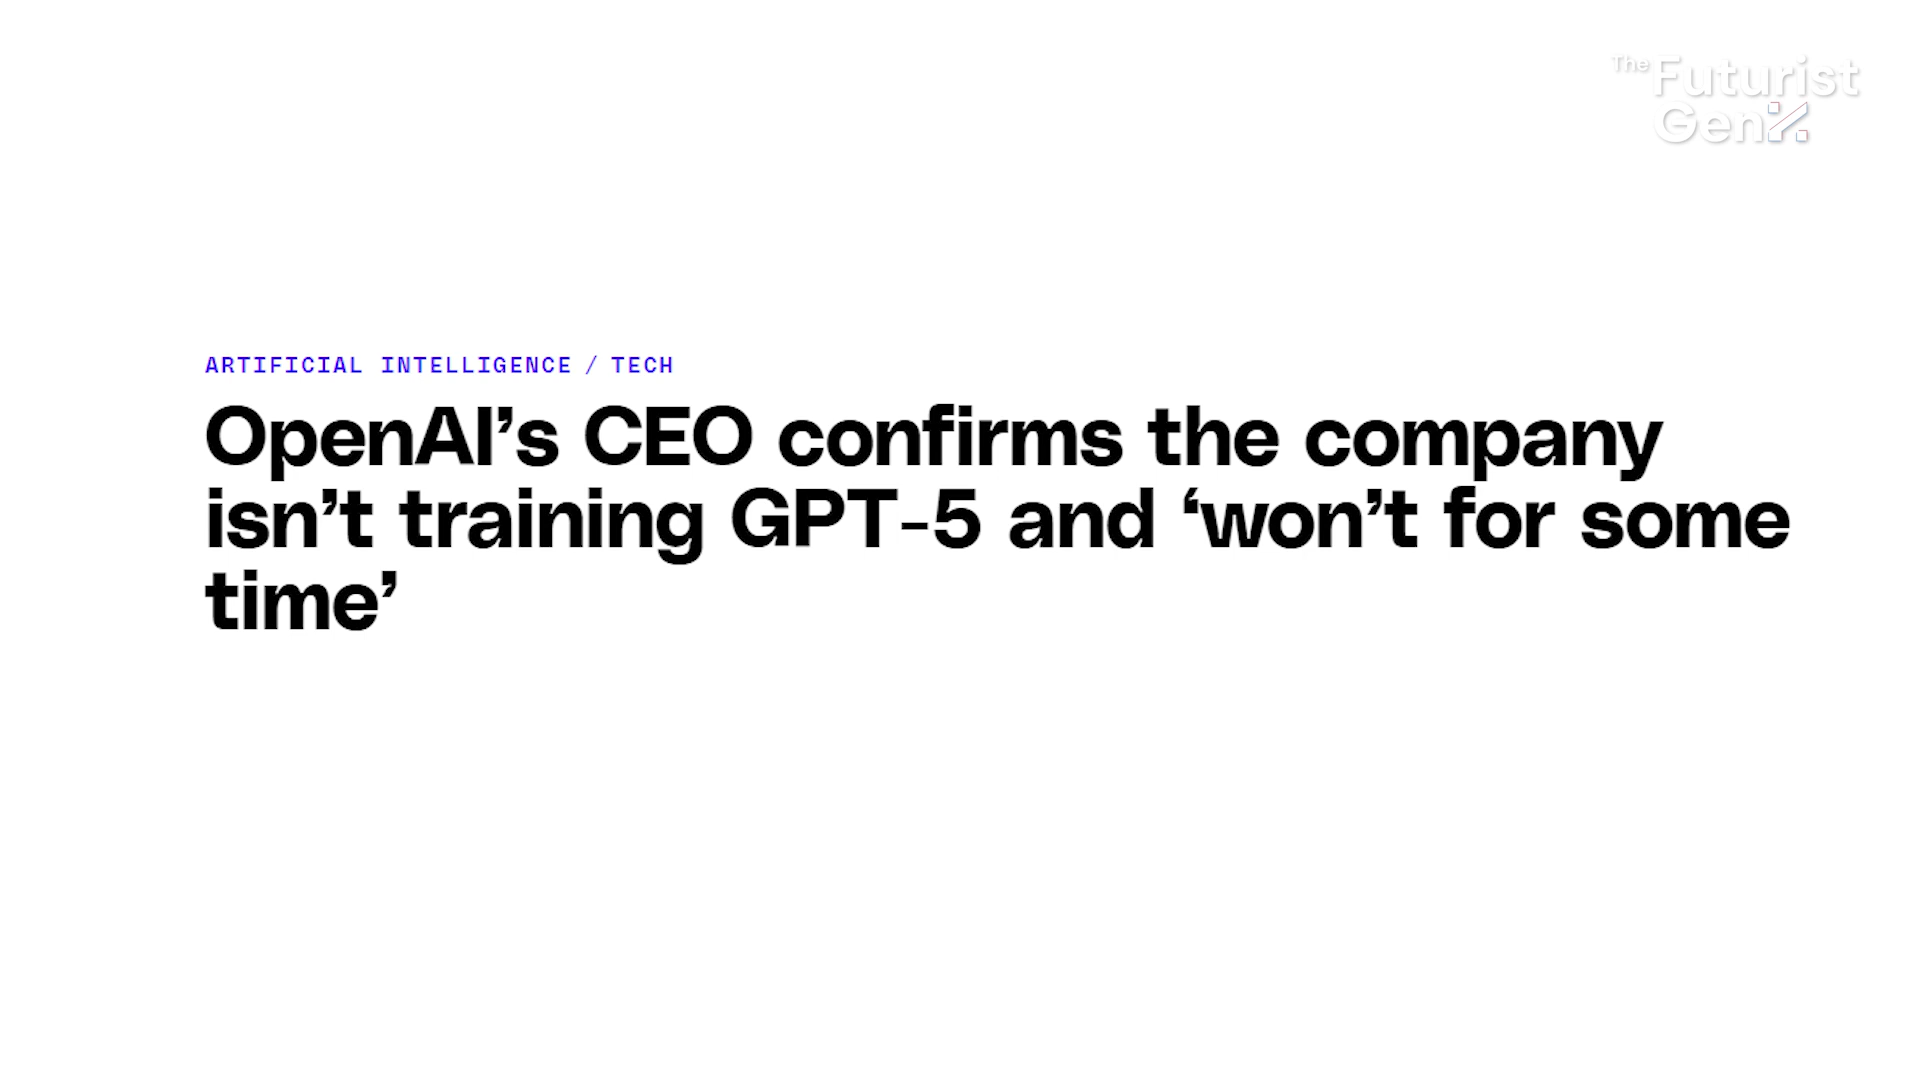 The Futurist
GenX
ARTIFICIAL INTELLIGENCE / TECH
OpenAI’s CEO confirms the company
isn’t training GPT-5 and ‘won’t for some
time’